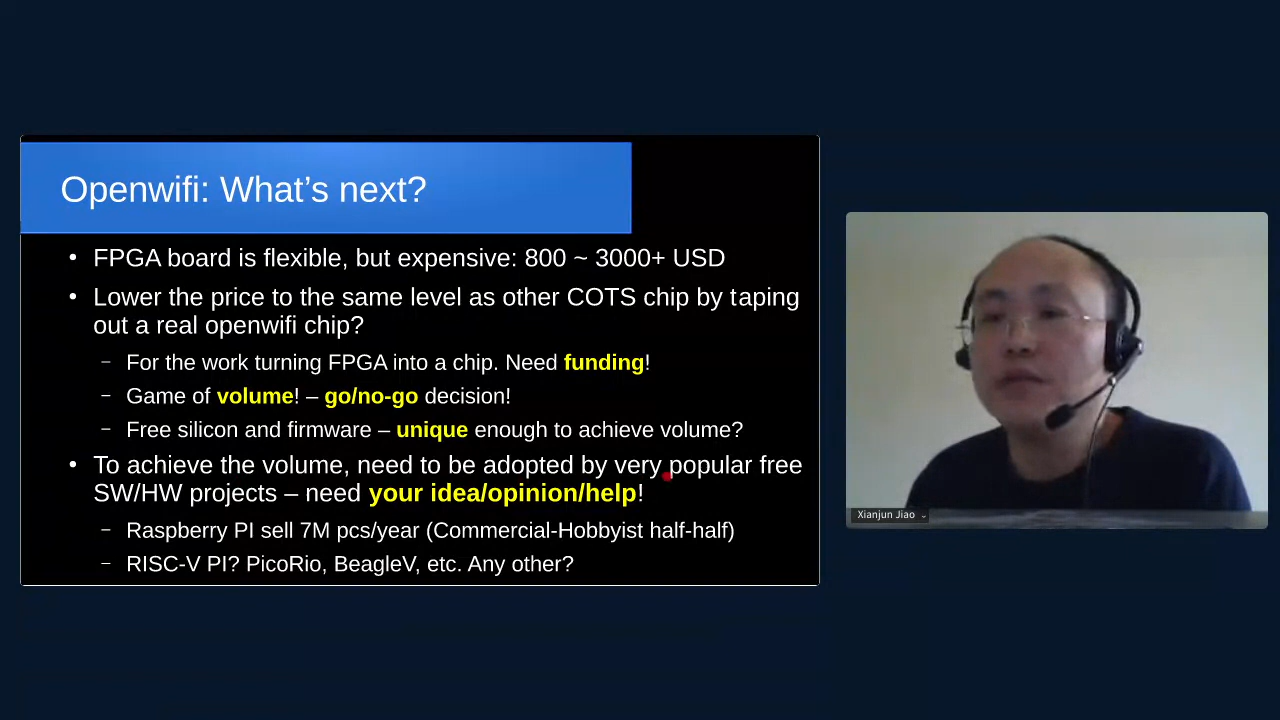 Openwifi: What’s next?
• FPGA board is flexible, but expensive: 800 ~ 3000+ USD
• Lower the price to the same level as other COTS chip by taping
out a real openwifi chip?
– For the work turning FPGA into a chip. Need funding!
– Game of volume! – go/no-go decision!
– Free silicon and firmware – unique enough to achieve volume?
• To achieve the volume, need to be adopted by very popular free
SW/HW projects – need your idea/opinion/help!
– Raspberry PI sell 7M pcs/year (Commercial-Hobbyist half-half)
– RISC-V PI? PicoRio, BeagleV, etc. Any other?
Xianjun Jiao